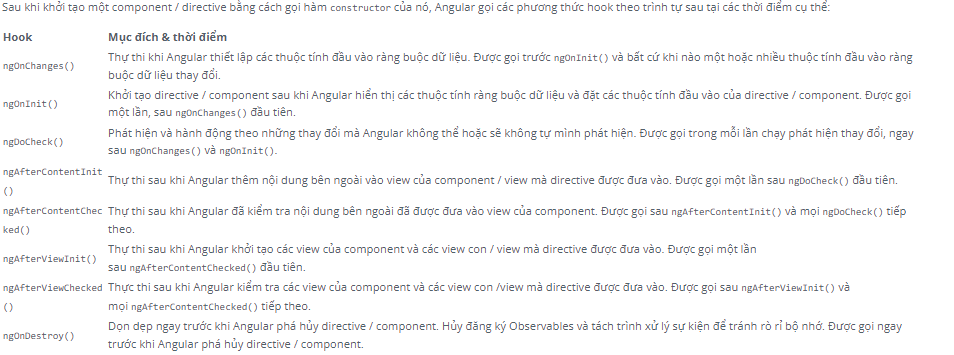 Sau khi khởi tạo một component / directive bằng cách gọi hàm constructor của nó, Angular gọi các phương thức hook theo trình tự sau tại các thời điểm cụ thể:
Hook Mục đích & thời điểm
ngOnChanges() Thự thi khi Angular thiết lập các thuộc tính đầu vào ràng buộc dữ liệu. Được gọi trước ngOnInit() và bất cứ khi nào một hoặc nhiều thuộc tính đầu vào ràng
buộc dữ liệu thay đổi.
ngOnInit() Khởi tạo directive / component sau khi Angular hiển thị các thuộc tính ràng buộc dữ liệu và đặt các thuộc tính đầu vào của directive / component. Được gọi
một lần, sau ngOnChanges() đầu tiên.
ngDoCheck() Phát hiện và hành động theo những thay đổi mà Angular không thể hoặc sẽ không tự mình phát hiện. Được gọi trong mỗi lần chạy phát hiện thay đổi, ngay
sau ngOnChanges() và ngOnInit().
ngAfterContentInit
() Thự thi sau khi Angular thêm nội dung bên ngoài vào view của component / view mà directive được đưa vào. Được gọi một lần sau ngDoCheck() đầu tiên.
ngAfterContentChec Thự thi sau khi Angular đã kiểm tra nội dung bên ngoài đã được đưa vào view của component. Được gọi sau ngAfterContentInit() và mọi ngDoCheck() tiếp
ked() theo.
ngAfterViewInit() Thự thi sau khi Angular khởi tạo các view của component và các view con / view mà directive được đưa vào. Được gọi một lần
sau ngAfterContentChecked() đầu tiên.
ngAfterViewChecked Thực thi sau khi Angular kiểm tra các view của component và các view con /view mà directive được đưa vào. Được gọi sau ngAfterViewInit() và
() mọi ngAfterContentChecked() tiếp theo.
ngOnDestroy() Dọn dẹp ngay trước khi Angular phá hủy directive / component. Hủy đăng ký Observables và tách trình xử lý sự kiện để tránh rò rỉ bộ nhớ. Được gọi ngay
trước khi Angular phá hủy directive / component.